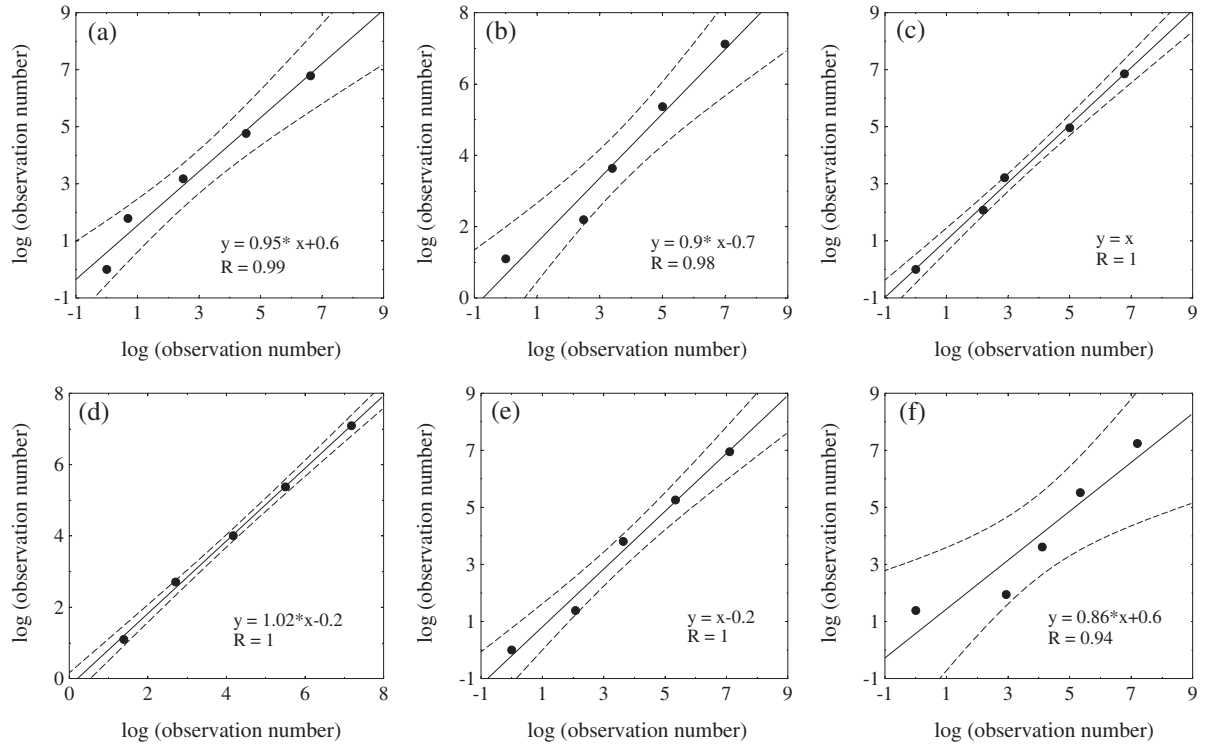 (a)
log (observation number)
9
7
5
3
1
-1
y = 0.95* x+0.6
R = 0.99
-1 1 3 5 7 9
log (observation number)
(b)
log (observation number)
8
6
4
2
0
y = 0.9* x-0.7
R = 0.98
-1 1 3 5 7 9
log (observation number)
(c)
log (observation number)
9
7
5
3
1
-1
y = x
R = 1
-1 1 3 5 7 9
log (observation number)
(d)
log (observation number)
8
6
4
2
0
y = 1.02*x-0.2
R = 1
0 2 4 6 8
log (observation number)
(e)
log (observation number)
9
7
5
3
1
-1
y = x-0.2
R = 1
-1 1 3 5 7 9
log (observation number)
(f)
log (observation number)
9
7
5
3
1
-1
y = 0.86*x+0.6
R = 0.94
-1 1 3 5 7 9
log (observation number)